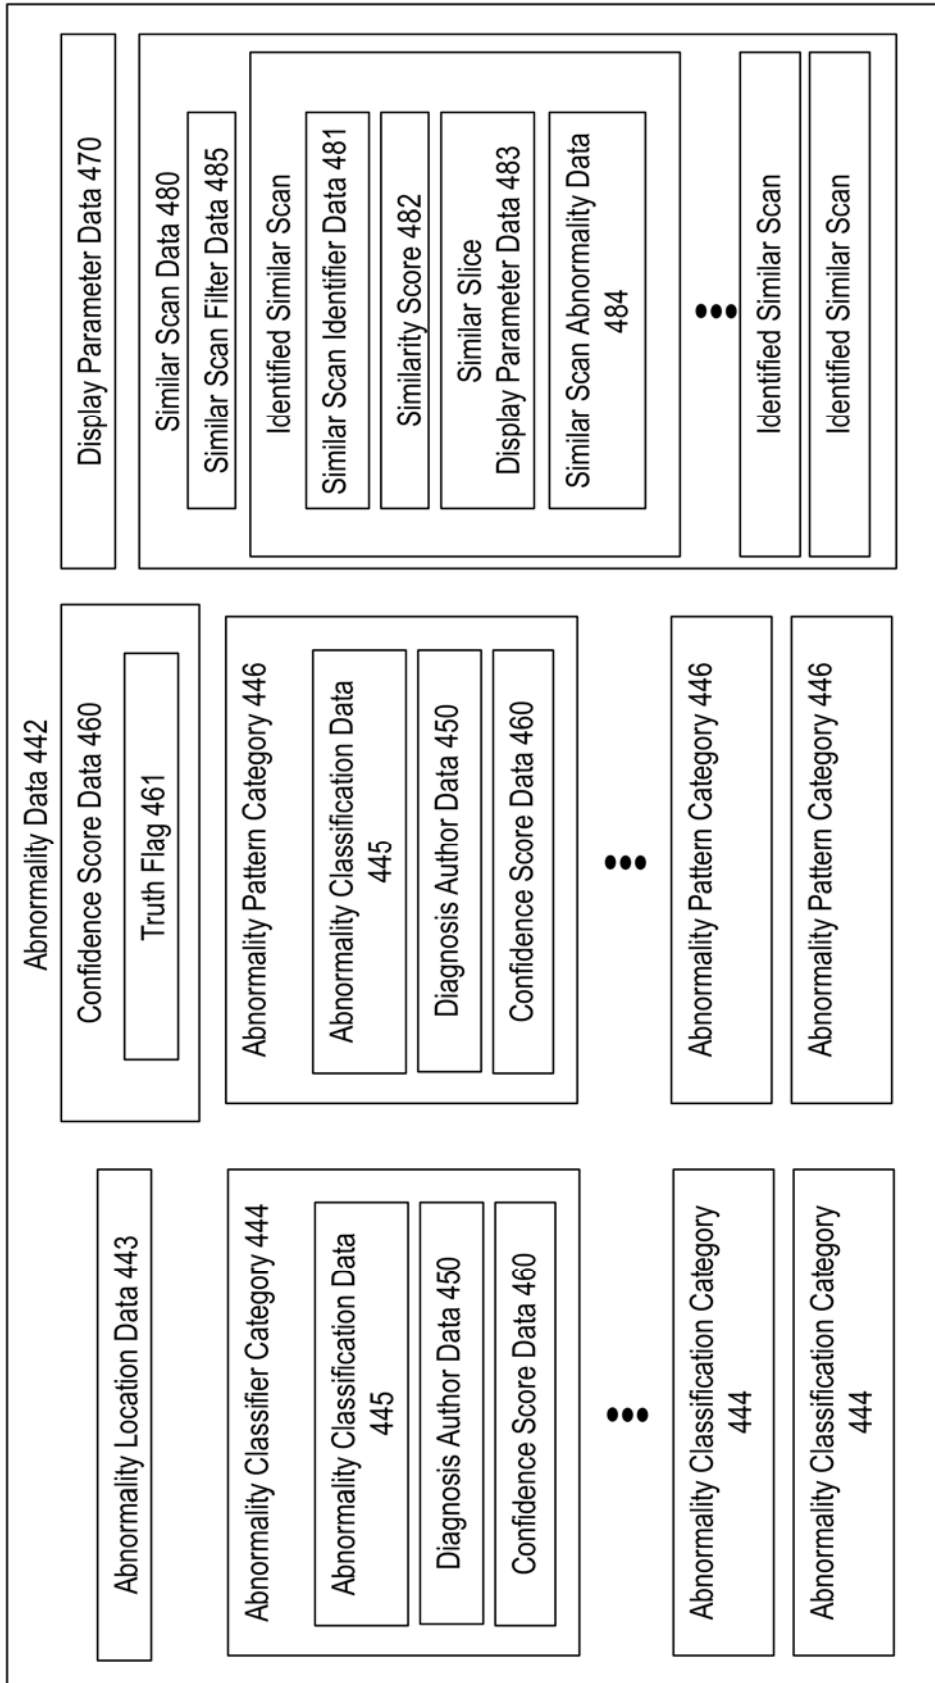 Abnormality Data 442
Abnormality Location Data 443
Abnormality Classifier Category 444
Abnormality Classification Data
445
Diagnosis Author Data 450
Confidence Score Data 460
Abnormality Classification Category
444
Abnormality Classification Category
444
Confidence Score Data 460
Truth Flag 461
Abnormality Pattern Category 446
Abnormality Classification Data
445
Diagnosis Author Data 450
Confidence Score Data 460
Abnormality Pattern Category 446
Abnormality Pattern Category 446
Display Parameter Data 470
Similar Scan Data 480
Similar Scan Filter Data 485
Identified Similar Scan
Similar Scan Identifier Data 481
Similarity Score 482
Similar Slice
Display Parameter Data 483
Similar Scan Abnormality Data
484
Identified Similar Scan
Identified Similar Scan